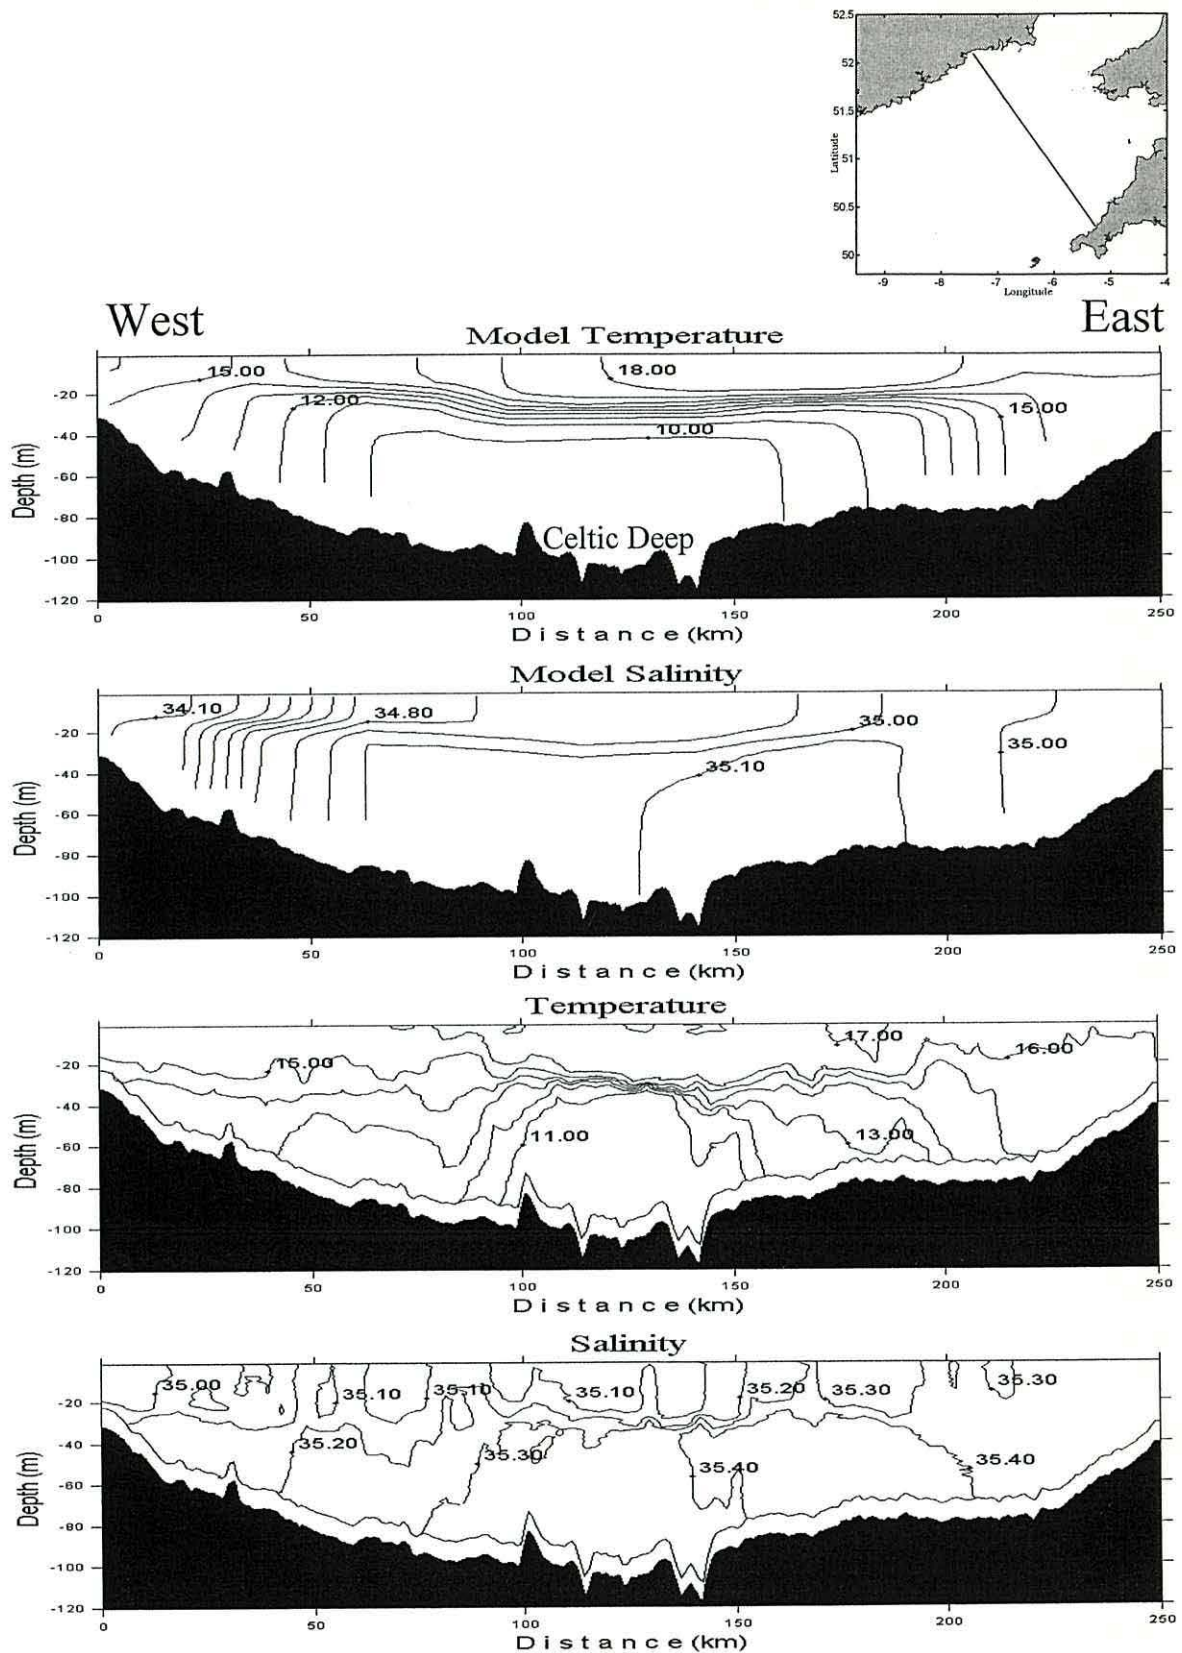 52.5
52
51.5
51
50.5
50
Latitude
-9 -8 -7 -6 -5 -4
Longitude
West East
Model Temperature
15.00 18.00
12.00 15.00
10.00
Celtic Deep
-20
-40
-60
-80
-100
-120
Depth (m)
0 50 100 150 200 250
Distance (km)
Model Salinity
34.10 34.80 35.00
35.00
35.10
-20
-40
-60
-80
-100
-120
Depth (m)
0 50 100 150 200 250
Distance (km)
Temperature
17.00 16.00
15.00
11.00 13.00
-20
-40
-60
-80
-100
-120
Depth (m)
0 50 100 150 200 250
Distance (km)
Salinity
35.00 35.10 35.10 35.10 35.20 35.30 35.30
35.20 35.30 35.40 35.40
-20
-40
-60
-80
-100
-120
Depth (m)
0 50 100 150 200 250
Distance (km)